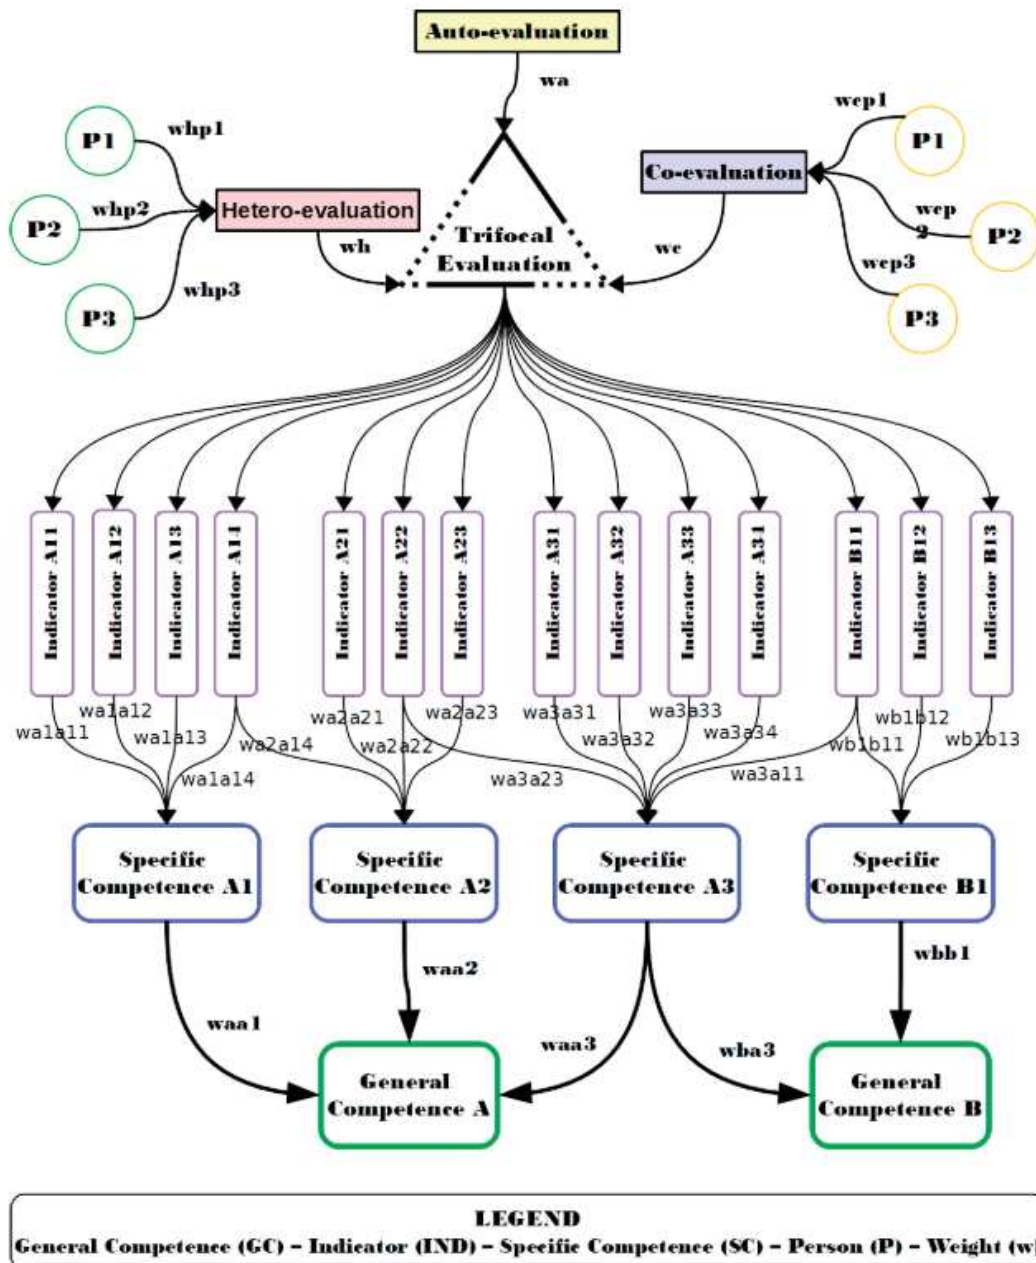 Auto-evaluation
wa
P1
whp1
wcp1
P1
Co-evaluation
P2
whp2
Hetero-evaluation
wh
Trifocal
Evaluation
wc
wcp
2
P2
P3
whp3
wcp3
P3
Indicator A11
Indicator A12
Indicator A13
Indicator A14
Indicator A21
Indicator A22
Indicator A23
Indicator A31
Indicator A32
Indicator A33
Indicator A34
Indicator B11
Indicator B12
Indicator B13
wa1a11
wa1a12
wa1a13
wa1a14
wa2a14
wa2a21
wa2a22
wa2a23
wa3a23
wa3a31
wa3a32
wa3a33
wa3a34
wa3a11
wb1b11
wb1b12
wb1b13
Specific
Competence A1
Specific
Competence A2
Specific
Competence A3
Specific
Competence B1
waa1
waa2
waa3
wba3
wbb1
General
Competence A
General
Competence B
LEGEND
General Competence (GC) – Indicator (IND) – Specific Competence (SC) – Person (P) – Weight (w)